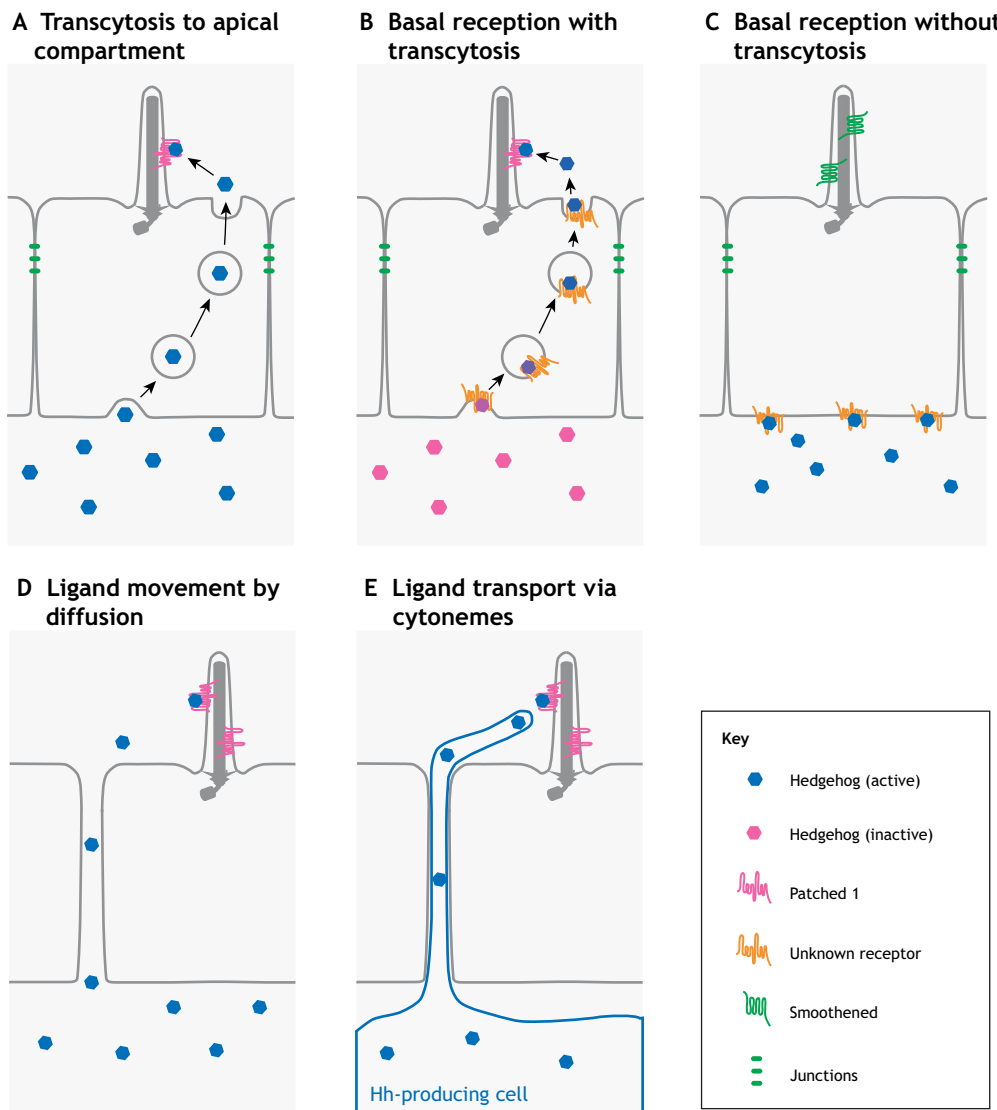 A Transcytosis to apical
compartment
B Basal reception with
transcytosis
C Basal reception without
transcytosis
D Ligand movement by
diffusion
E Ligand transport via
cytonemes
Hh-producing cell
Key
Hedgehog (active)
Hedgehog (inactive)
Patched 1
Unknown receptor
Smoothened
Junctions